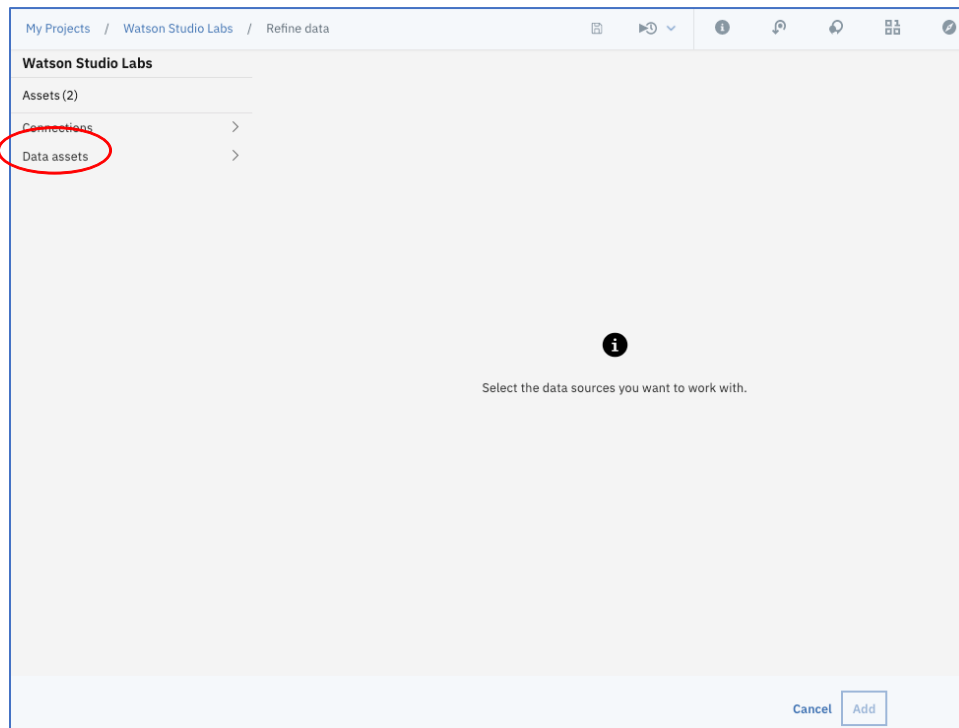 My Projects / Watson Studio Labs / Refine data
Watson Studio Labs
Assets (2)
Connections
Data assets
Select the data sources you want to work with.
Cancel Add